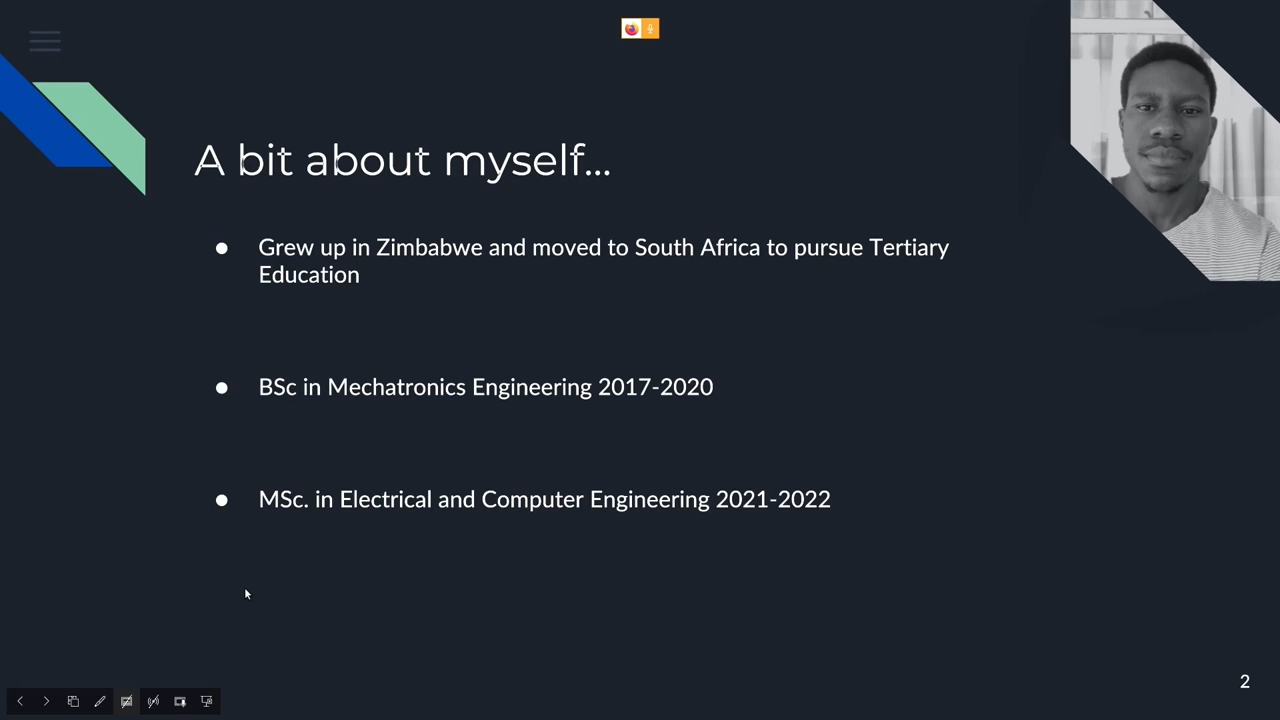 A bit about myself...
● Grew up in Zimbabwe and moved to South Africa to pursue Tertiary
Education
● BSc in Mechatronics Engineering 2017-2020
● MSc. in Electrical and Computer Engineering 2021-2022
2